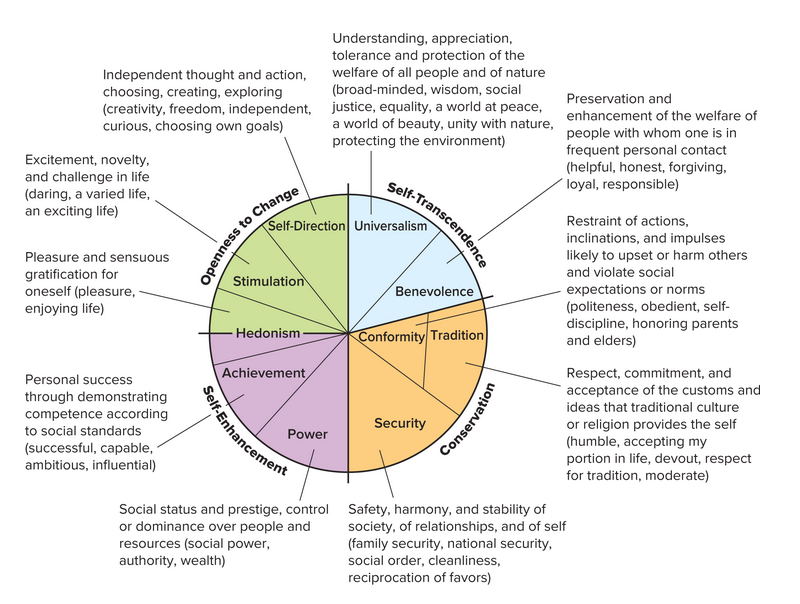 Understanding, appreciation,
tolerance and protection of the
welfare of all people and of nature
(broad-minded, wisdom, social
justice, equality, a world at peace,
a world of beauty, unity with nature,
protecting the environment)
Independent thought and action,
choosing, creating, exploring
(creativity, freedom, independent,
curious, choosing own goals)
Preservation and
enhancement of the welfare of
people with whom one is in
frequent personal contact
(helpful, honest, forgiving,
loyal, responsible)
Excitement, novelty,
and challenge in life
(daring, a varied life,
an exciting life)
Pleasure and sensuous
gratification for
oneself (pleasure,
enjoying life)
Restraint of actions,
inclinations, and impulses
likely to upset or harm others
and violate social
expectations or norms
(politeness, obedient, self-
discipline, honoring parents
and elders)
Openness to Change
Self-Transcendence
Self-Direction
Universalism
Stimulation
Benevolence
Hedonism
Conformity
Tradition
Achievement
Power
Security
Self-Enhancement
Conservation
Personal success
through demonstrating
competence according
to social standards
(successful, capable,
ambitious, influential)
Respect, commitment, and
acceptance of the customs and
ideas that traditional culture
or religion provides the self
(humble, accepting my
portion in life, devout, respect
for tradition, moderate)
Social status and prestige, control
or dominance over people and
resources (social power,
authority, wealth)
Safety, harmony, and stability of
society, of relationships, and of self
(family security, national security,
social order, cleanliness,
reciprocation of favors)